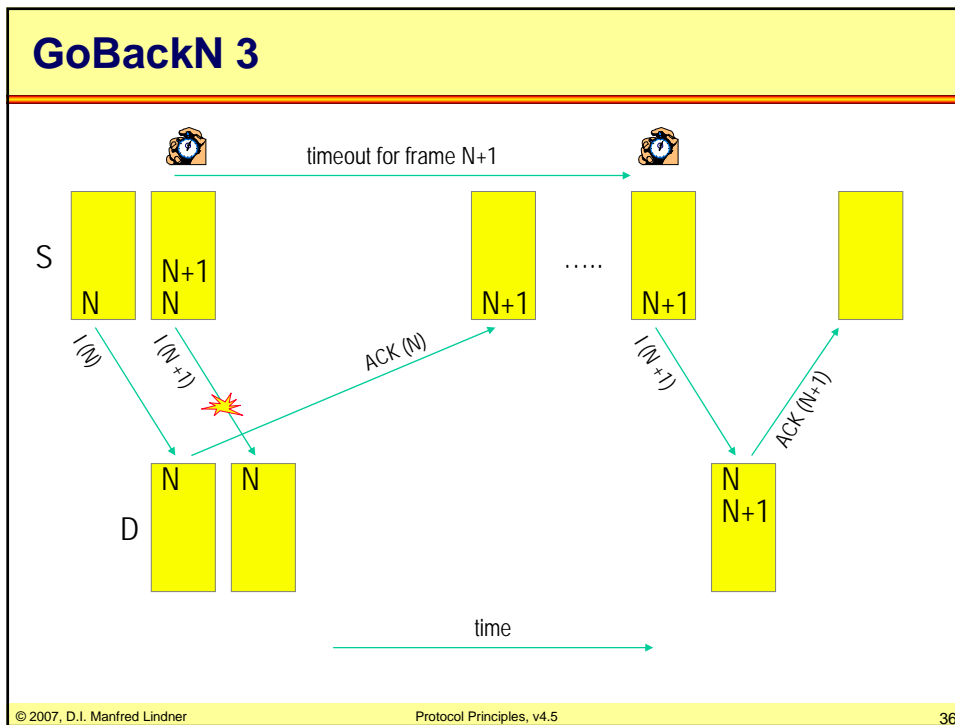 GoBackN 3
timeout for frame N+1
S
N
N+1
N
N+1
.....
N+1
I (N)
I (N +1)
ACK (N)
I (N +1)
ACK (N+1)
D
N
N
N
N+1
time
© 2007, D.I. Manfred Lindner
Protocol Principles, v4.5
36